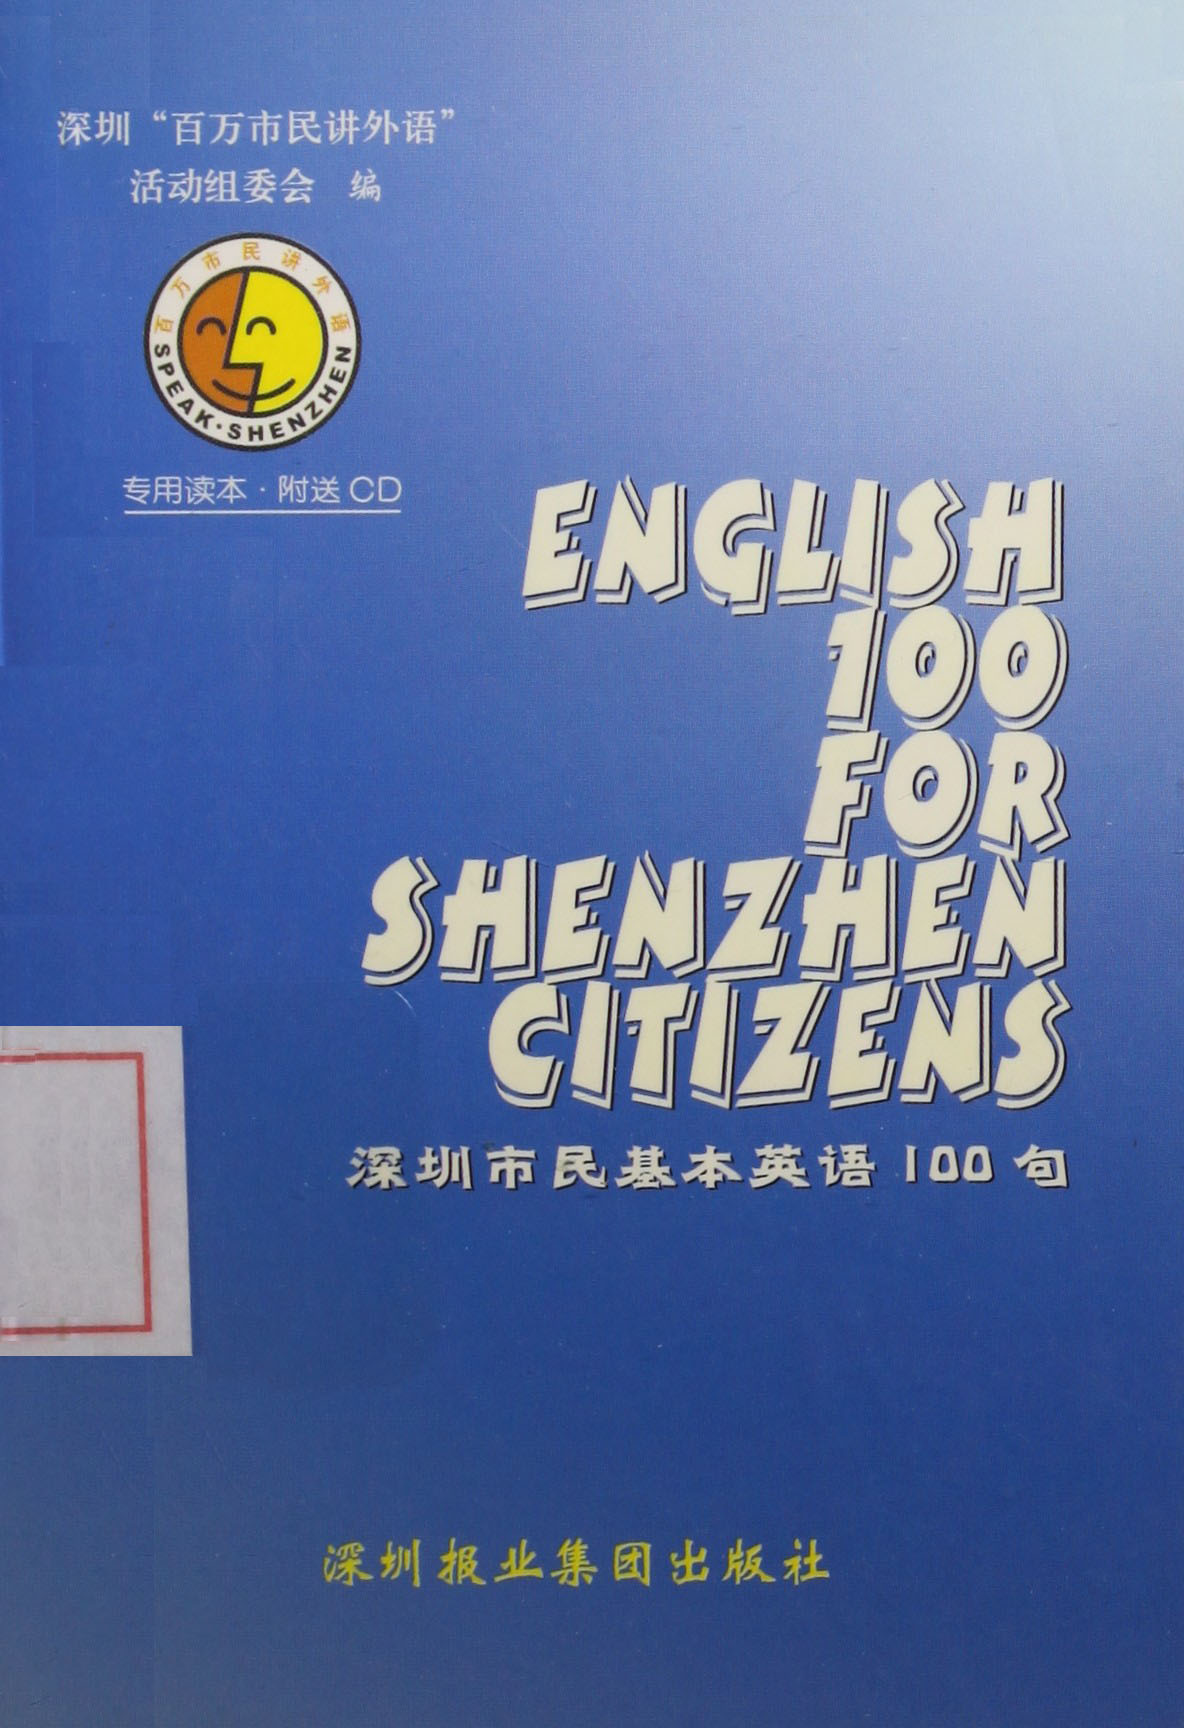 深圳“百万市民讲外语”
活动组委会 编
百万市民讲外语
SPEAK·SHENZHEN
专用读本·附送CD
ENGLISH
100
FOR
SHENZHEN
CITIZENS
深圳市民基本英语100句
深圳报业集团出版社